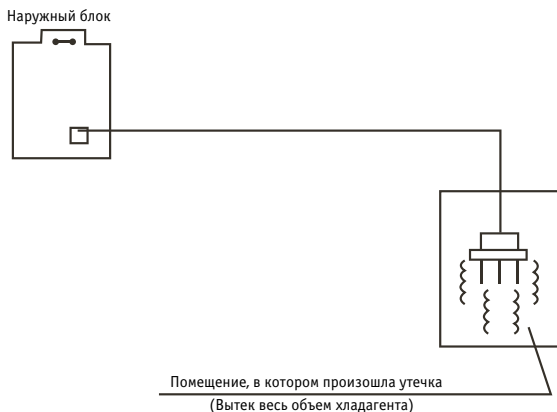 Наружный блок
Помещение, в котором произошла утечка
(Вытек весь объем хладагента)